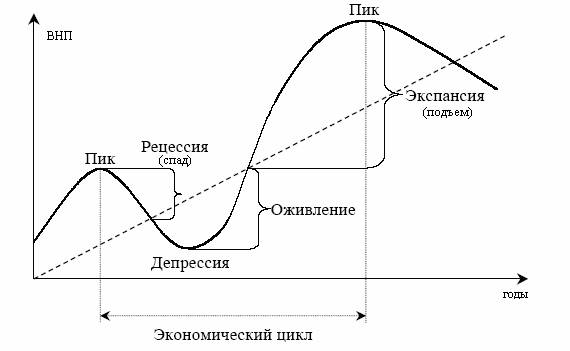 ВНП
Пик
Экспансия
(подъем)
Рецессия
(спад)
Пик
Оживление
Депрессия
годы
Экономический цикл